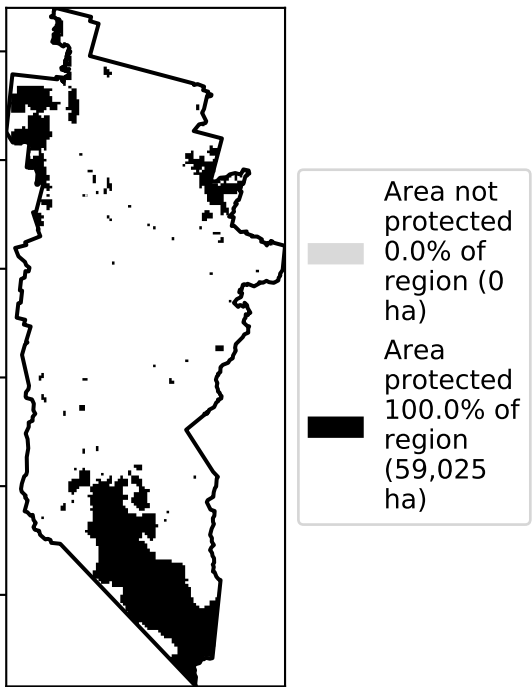 Area not
protected
0.0% of
region (0
ha)
Area
protected
100.0% of
region
(59,025
ha)